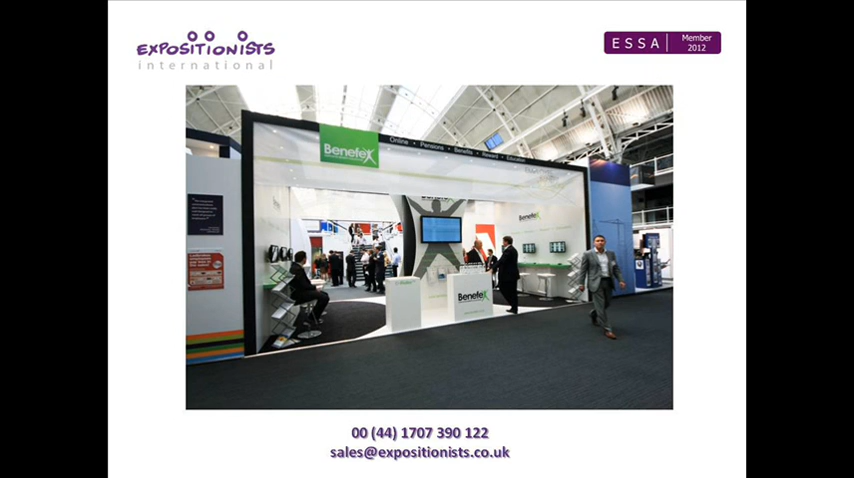 EXPOSITIONISTS
international
E S S A
Member
2012
Benefex
Online • Pensions • Benefits • Reward • Education
Benefex
Benefex
00 (44) 1707 390 122
sales@expositionists.co.uk